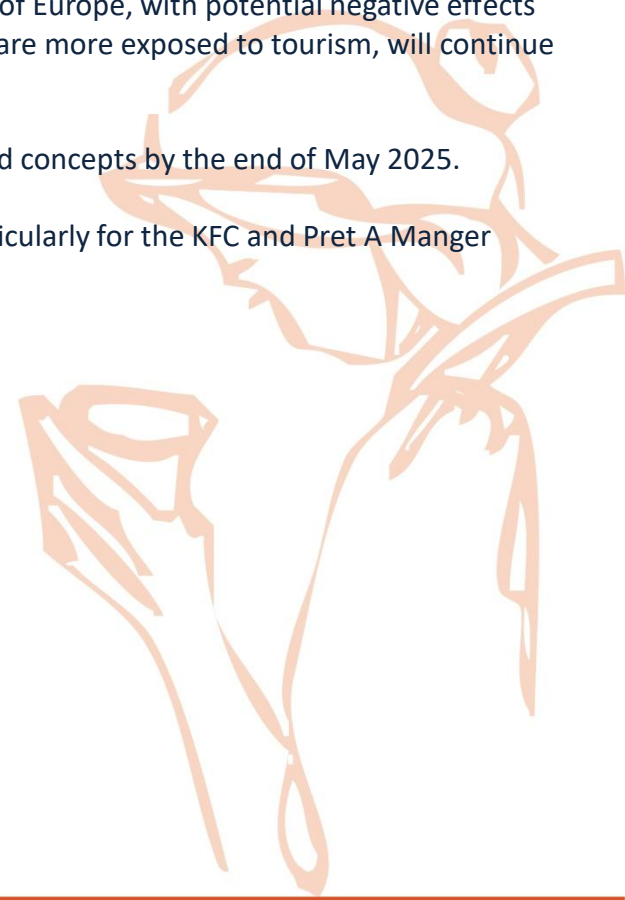 of Europe, with potential negative effects
are more exposed to tourism, will continue
d concepts by the end of May 2025.
icularly for the KFC and Pret A Manger